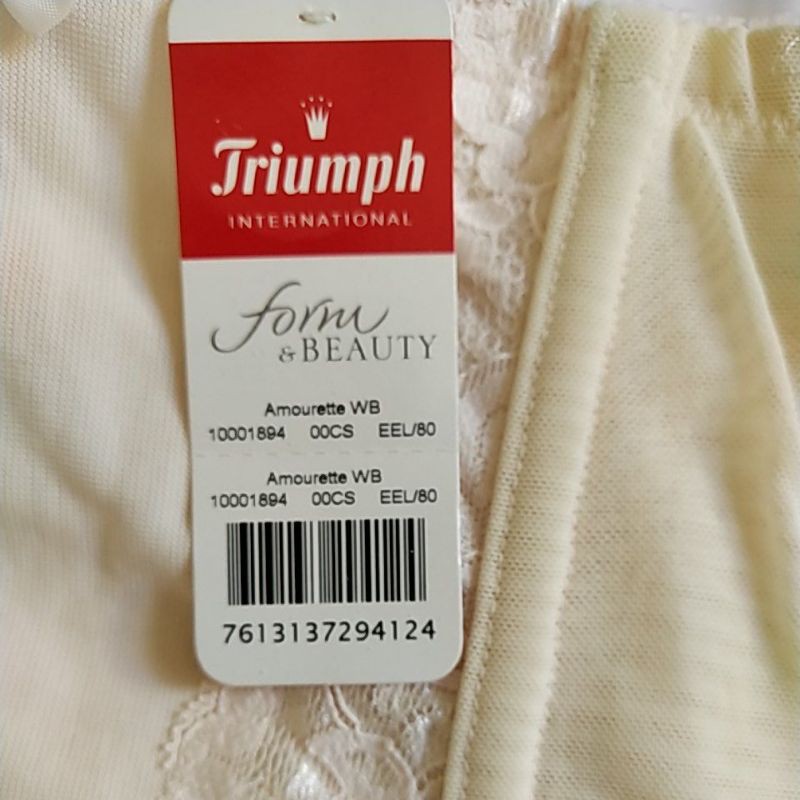 Triumph
INTERNATIONAL
form
& BEAUTY
Amourette WB
10001894 00CS EEL/80
Amourette WB
10001894 00CS EEL/80
7613137294124